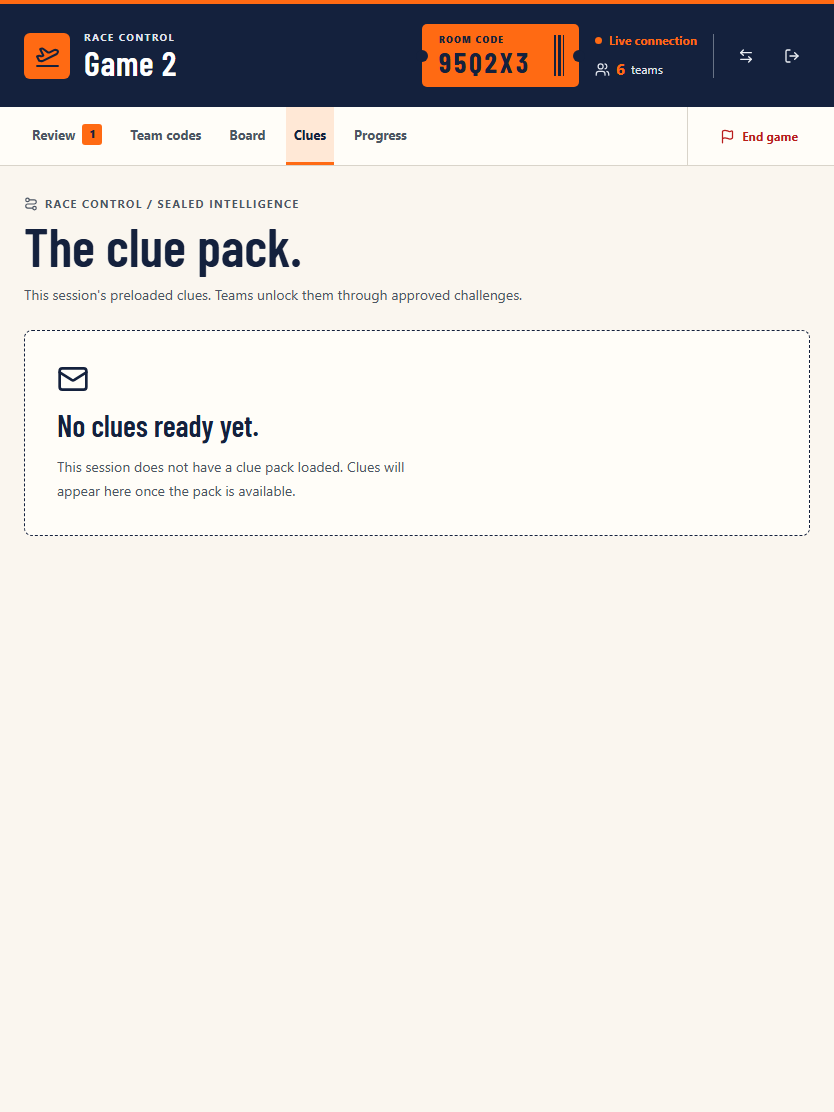 RACE CONTROL
Game 2
ROOM CODE
95Q2X3
Live connection
6 teams
Review 1
Team codes
Board
Clues
Progress
End game
RACE CONTROL / SEALED INTELLIGENCE
The clue pack.
This session's preloaded clues. Teams unlock them through approved challenges.
No clues ready yet.
This session does not have a clue pack loaded. Clues will
appear here once the pack is available.